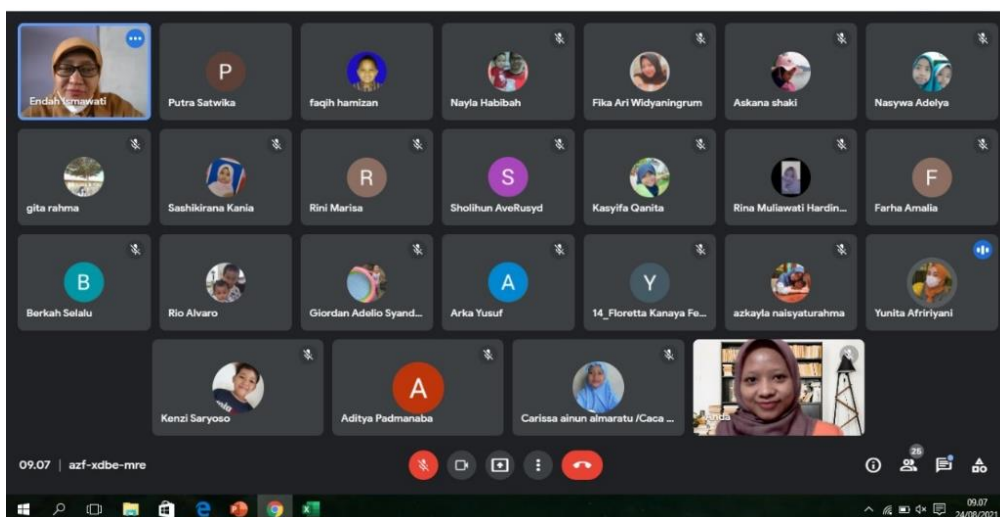 Endah Ismawati
P
Putra Satwika
faqih hamizan
Nayla Habibah
Fika Ari Widyaningrum
Askana shaki
Nasywa Adelya
gita rahma
Sashikirana Kania
R
Rini Marisa
S
Sholihun AveRusyd
Kasyifa Qanita
Rina Muliawati Hardin...
F
Farha Amalia
B
Berkah Selalu
Rio Alvaro
Giordan Adelio Syand...
A
Arka Yusuf
Y
14_Floretta Kanaya Fe...
azkayla naisyaturahma
Yunita Afririyani
Kenzi Saryoso
A
Aditya Padmanaba
Carissa ainun almaratu /Caca ...
Anda
09.07 | azf-xdbe-mre
25
09.07
24/08/2021